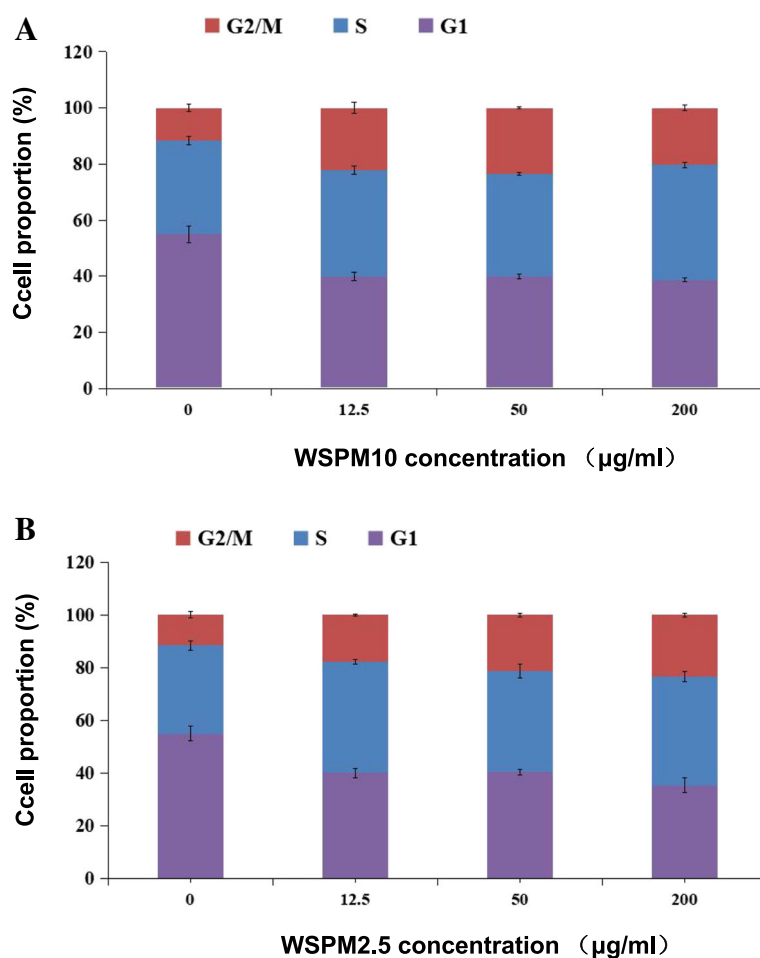 A
G2/M S G1
120
100
80
60
40
20
0
Ccell proportion (%)
0 12.5 50 200
WSPM10 concentration （μg/ml）
B
G2/M S G1
120
100
80
60
40
20
0
Ccell proportion (%)
0 12.5 50 200
WSPM2.5 concentration （μg/ml）